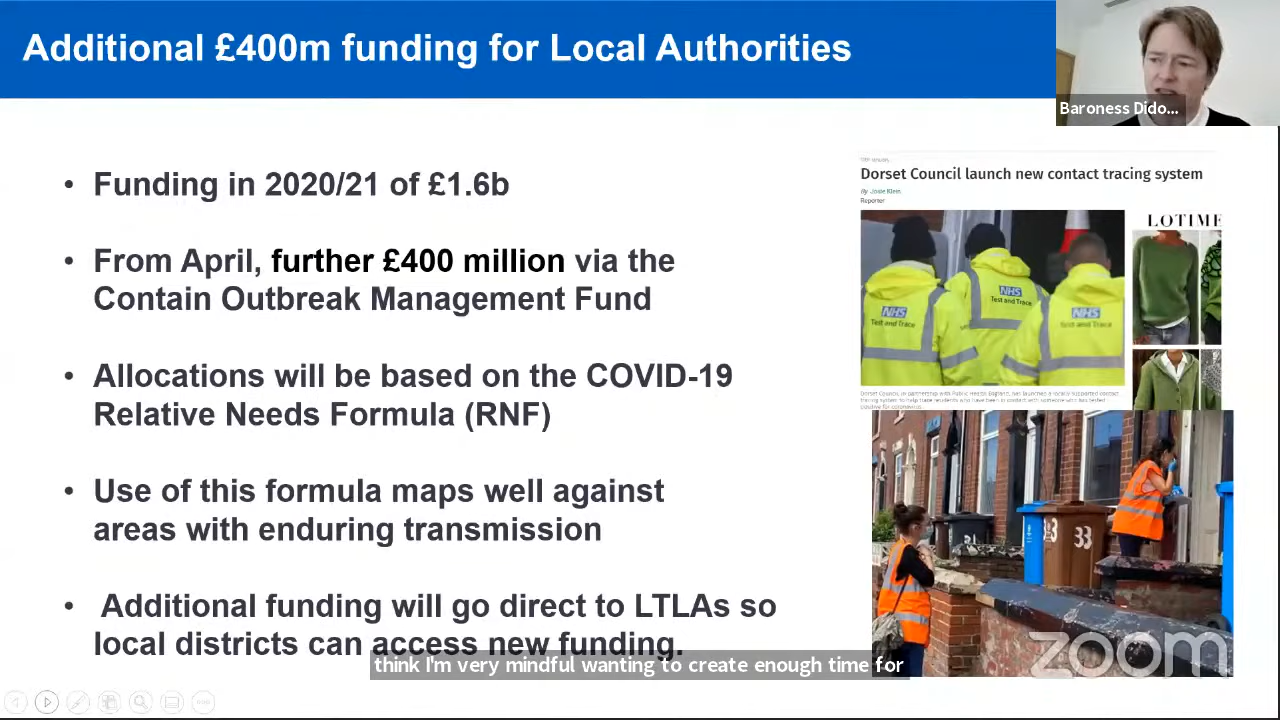 Additional £400m funding for Local Authorities
Baroness Dido...
• Funding in 2020/21 of £1.6b
• From April, further £400 million via the
Contain Outbreak Management Fund
• Allocations will be based on the COVID-19
Relative Needs Formula (RNF)
• Use of this formula maps well against
areas with enduring transmission
• Additional funding will go direct to LTLAs so
local districts can access new funding.
Dorset Council launch new contact tracing system
By Josie Klein
Reporter
LOTIME
NHS
Test and Trace
NHS
Test and Trace
NHS
Test and Trace
33
think I'm very mindful wanting to create enough time for
zoom